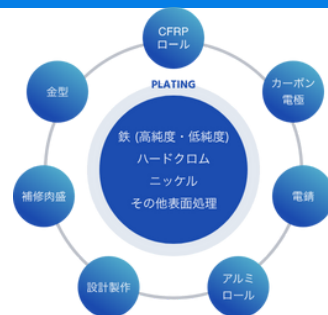 CFRP
ロール
カーボン
電極
電鋳
アルミ
ロール
設計製作
補修肉盛
金型
PLATING
鉄 (高純度・低純度)
ハードクロム
ニッケル
その他表面処理